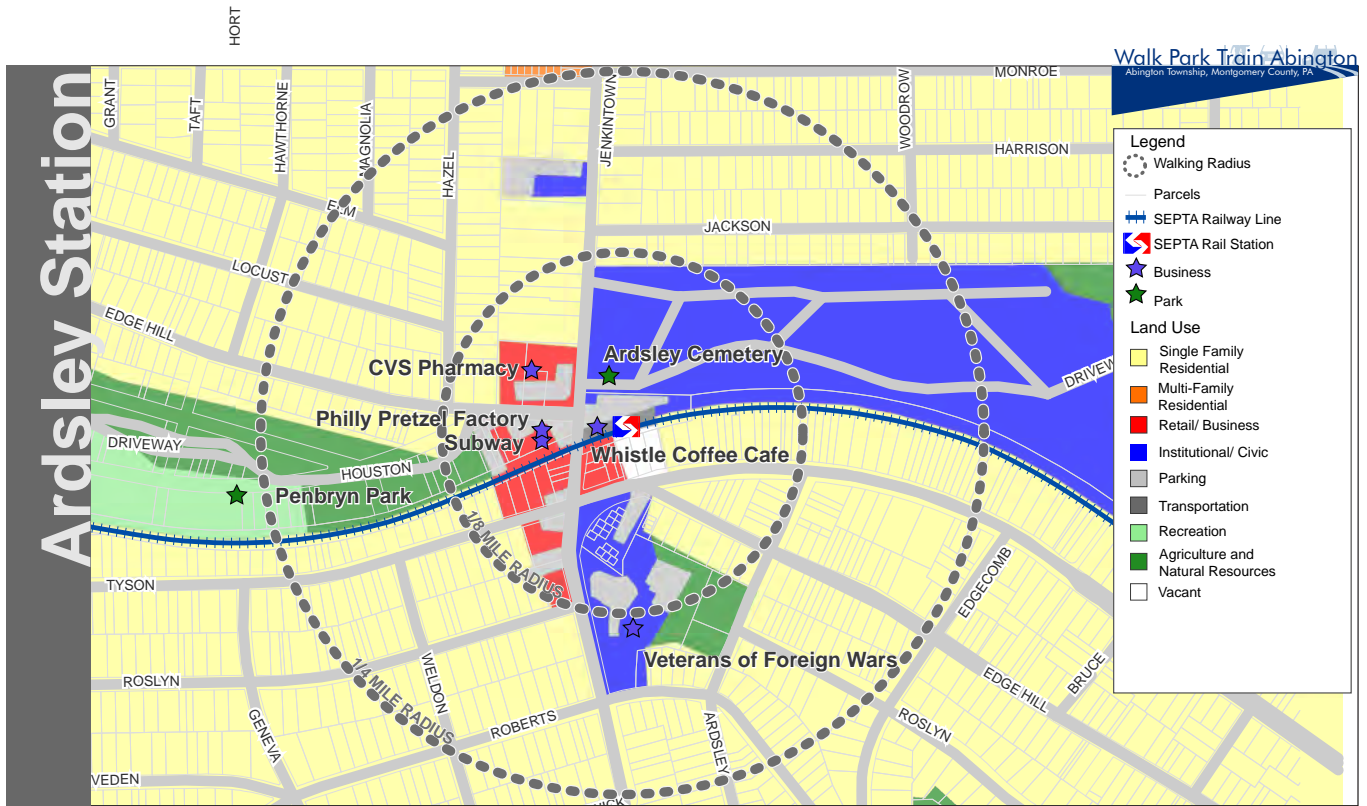 HORT
Walk Park Train Abington
Abington Township, Montgomery County, PA
Ardsley Station
GRANT
TAFT
HAWTHORNE
MAGNOLIA
HAZEL
JENKINTOWN
WOODROW
MONROE
HARRISON
JACKSON
ELM
LOCUST
EDGE HILL
CVS Pharmacy
Ardsley Cemetery
DRIVEW
Philly Pretzel Factory
Subway
Whistle Coffee Cafe
DRIVEWAY
HOUSTON
Penbryn Park
1/8 MILE RADIUS
TYSON
EDGECOMB
Veterans of Foreign Wars
ROSLYN
WELDON
1/4 MILE RADIUS
GENEVA
ROBERTS
ARDSLEY
ROSLYN
EDGE HILL
BRUCE
VEDEN
Legend
Walking Radius
Parcels
SEPTA Railway Line
SEPTA Rail Station
Business
Park
Land Use
Single Family
Residential
Multi-Family
Residential
Retail/ Business
Institutional/ Civic
Parking
Transportation
Recreation
Agriculture and
Natural Resources
Vacant